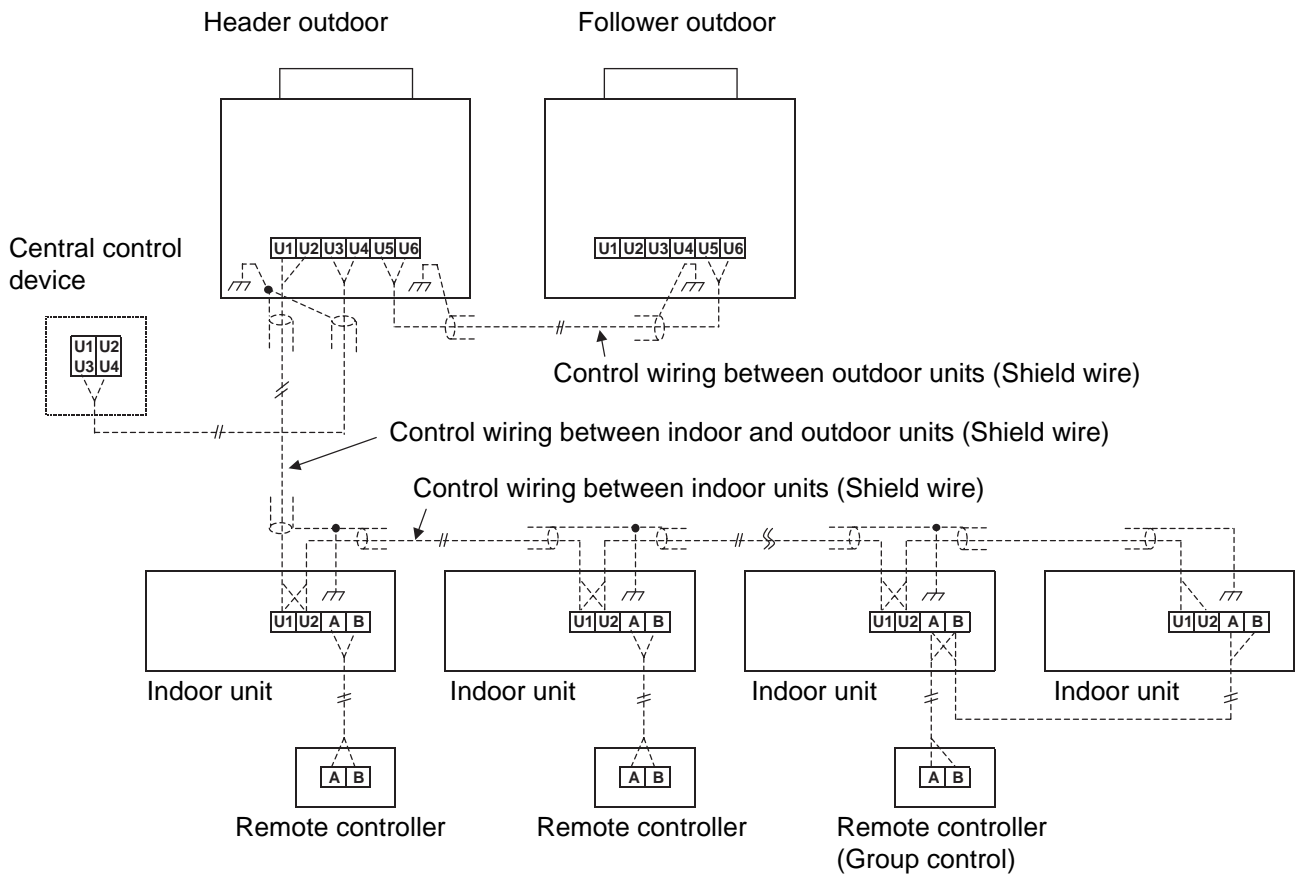 Header outdoor
Follower outdoor
U1 U2 U3 U4 U5 U6
U1 U2 U3 U4 U5 U6
Central control
device
U1 U2
U3 U4
Control wiring between outdoor units (Shield wire)
Control wiring between indoor and outdoor units (Shield wire)
Control wiring between indoor units (Shield wire)
U1 U2 A B
U1 U2 A B
U1 U2 A B
U1 U2 A B
Indoor unit
Indoor unit
Indoor unit
Indoor unit
A B
A B
A B
Remote controller
Remote controller
Remote controller
(Group control)